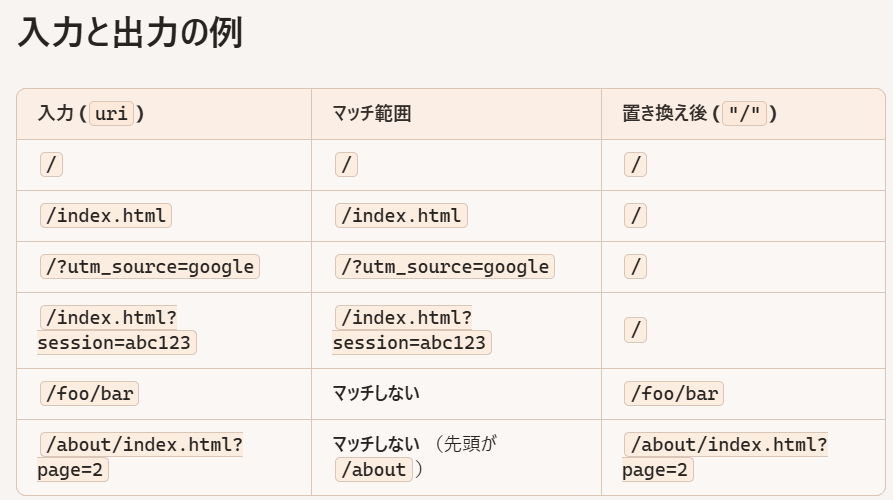 入力と出力の例
入力 ( uri ) マッチ範囲 置き換え後 ( "/" )
/ / /
/index.html /index.html /
/?utm_source=google /?utm_source=google /
/index.html? /index.html? /
session=abc123 session=abc123
/foo/bar マッチしない /foo/bar
/about/index.html? マッチしない （先頭が /about/index.html?
page=2 /about ） page=2